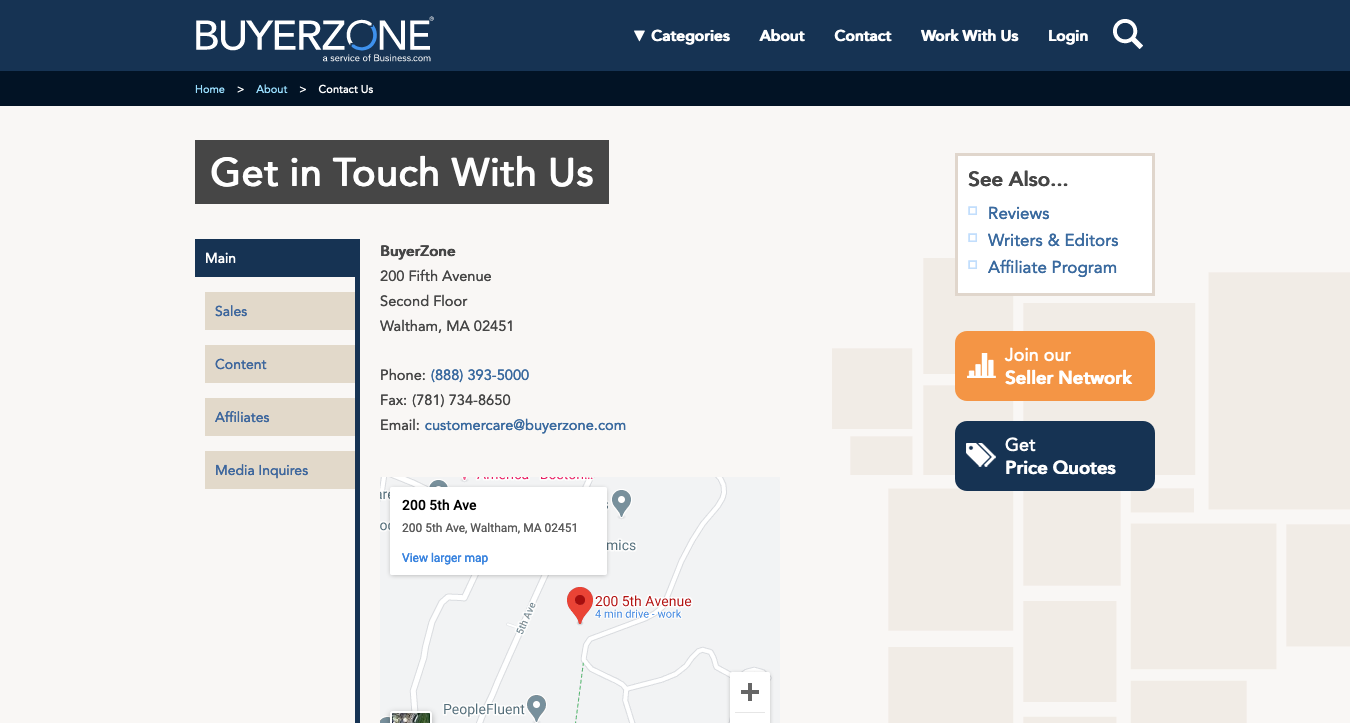 BUYERZONE®
a service of Business.com
▼ Categories
About
Contact
Work With Us
Login
Home > About > Contact Us
Get in Touch With Us
Main
Sales
Content
Affiliates
Media Inquires
BuyerZone
200 Fifth Avenue
Second Floor
Waltham, MA 02451
Phone: (888) 393-5000
Fax: (781) 734-8650
Email: customercare@buyerzone.com
200 5th Ave
200 5th Ave, Waltham, MA 02451
View larger map
mics
200 5th Avenue
4 min drive - work
5th Ave
PeopleFluent
+
See Also...
Reviews
Writers & Editors
Affiliate Program
Join our
Seller Network
Get
Price Quotes